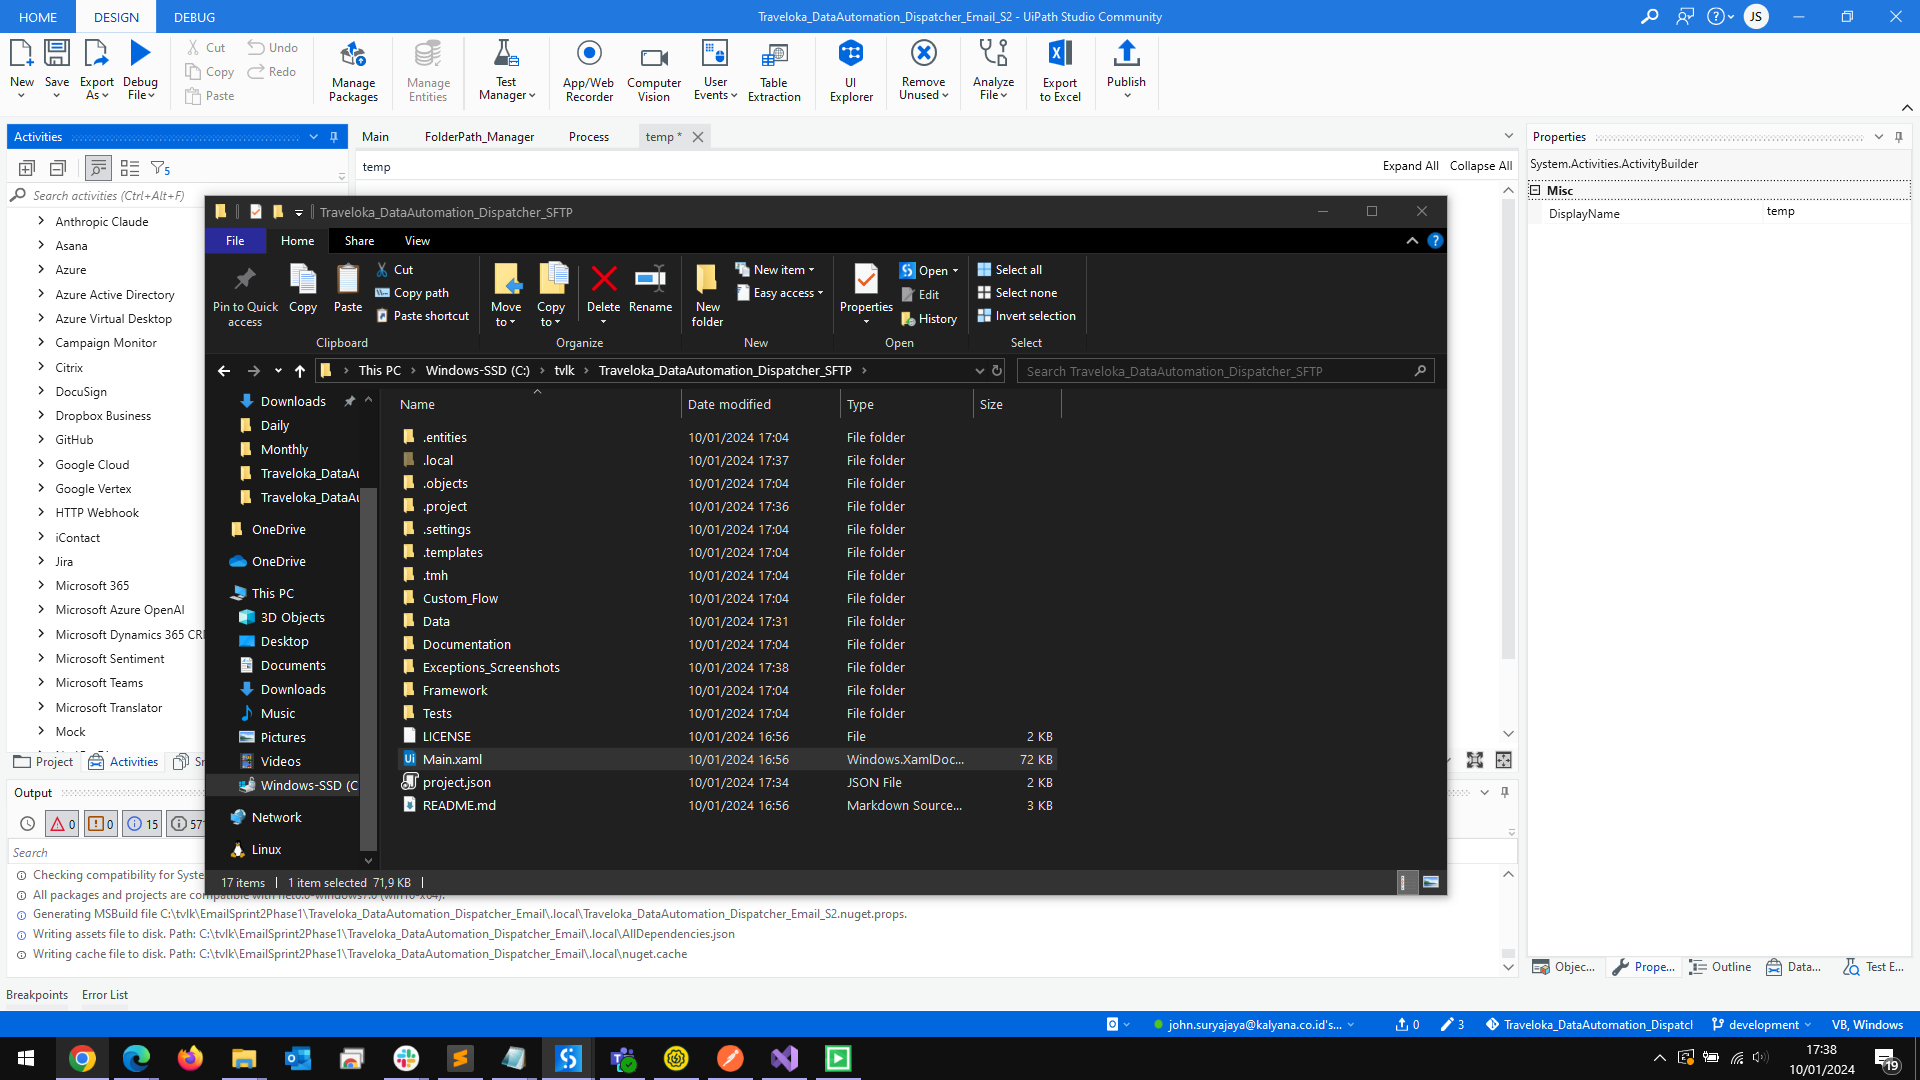 HOME
DESIGN
DEBUG
Traveloka_DataAutomation_Dispatcher_Email_S2 - UiPath Studio Community
JS
New
Save
Export As
Debug File
Cut
Copy
Paste
Undo
Redo
Manage Packages
Manage Entities
Test Manager
App/Web Recorder
Computer Vision
User Events
Table Extraction
UI Explorer
Remove Unused
Analyze File
Export to Excel
Publish
Activities
Main
FolderPath_Manager
Process
temp *
Properties
5
temp
Expand All
Collapse All
System.Activities.ActivityBuilder
Search activities (Ctrl+Alt+F)
Misc
DisplayName
temp
Anthropic Claude
Asana
Azure
Azure Active Directory
Azure Virtual Desktop
Campaign Monitor
Citrix
DocuSign
Dropbox Business
GitHub
Google Cloud
Google Vertex
HTTP Webhook
iContact
Jira
Microsoft 365
Microsoft Azure OpenAI
Microsoft Dynamics 365 CR
Microsoft Sentiment
Microsoft Teams
Microsoft Translator
Mock
Project
Activities
Sn
Traveloka_DataAutomation_Dispatcher_SFTP
File
Home
Share
View
Pin to Quick access
Copy
Paste
Cut
Copy path
Paste shortcut
Clipboard
Move to
Copy to
Delete
Rename
Organize
New folder
New item
Easy access
New
Properties
Open
Edit
History
Open
Select all
Select none
Invert selection
Select
This PC
Windows-SSD (C:)
tvlk
Traveloka_DataAutomation_Dispatcher_SFTP
Search Traveloka_DataAutomation_Dispatcher_SFTP
Downloads
Daily
Monthly
Traveloka_DataAu
Traveloka_DataAu
OneDrive
OneDrive
This PC
3D Objects
Desktop
Documents
Downloads
Music
Pictures
Videos
Windows-SSD (C
Network
Linux
Name Date modified Type Size
.entities 10/01/2024 17:04 File folder
.local 10/01/2024 17:37 File folder
.objects 10/01/2024 17:04 File folder
.project 10/01/2024 17:36 File folder
.settings 10/01/2024 17:04 File folder
.templates 10/01/2024 17:04 File folder
.tmh 10/01/2024 17:04 File folder
Custom_Flow 10/01/2024 17:04 File folder
Data 10/01/2024 17:31 File folder
Documentation 10/01/2024 17:04 File folder
Exceptions_Screenshots 10/01/2024 17:38 File folder
Framework 10/01/2024 17:04 File folder
Tests 10/01/2024 17:04 File folder
LICENSE 10/01/2024 16:56 File 2 KB
Main.xaml 10/01/2024 16:56 Windows.XamlDoc... 72 KB
project.json 10/01/2024 17:34 JSON File 2 KB
README.md 10/01/2024 16:56 Markdown Source... 3 KB
17 items
1 item selected 71,9 KB
Output
0
0
15
571
Search
Checking compatibility for Syste
All packages and projects are compatible with net6.0-windows7.0 (win10-x64).
Generating MSBuild file C:\tvlk\EmailSprint2Phase1\Traveloka_DataAutomation_Dispatcher_Email\.local\Traveloka_DataAutomation_Dispatcher_Email_S2.nuget.props.
Writing assets file to disk. Path: C:\tvlk\EmailSprint2Phase1\Traveloka_DataAutomation_Dispatcher_Email\.local\AllDependencies.json
Writing cache file to disk. Path: C:\tvlk\EmailSprint2Phase1\Traveloka_DataAutomation_Dispatcher_Email\.local\nuget.cache
Objec...
Prope...
Outline
Data...
Test E...
Breakpoints
Error List
john.suryajaya@kalyana.co.id's...
0
3
Traveloka_DataAutomation_Dispatcl
development
VB, Windows
17:38
10/01/2024
19